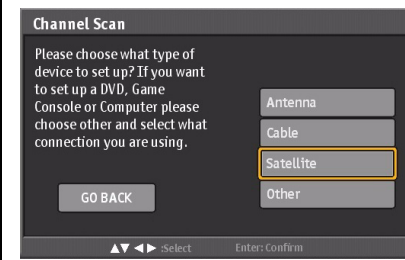 Channel Scan
Please choose what type of
device to set up? If you want
to set up a DVD, Game
Console or Computer please
choose other and select what
connection you are using.
Antenna
Cable
Satellite
Other
GO BACK
▲▼ ◀▶ :Select Enter: Confirm